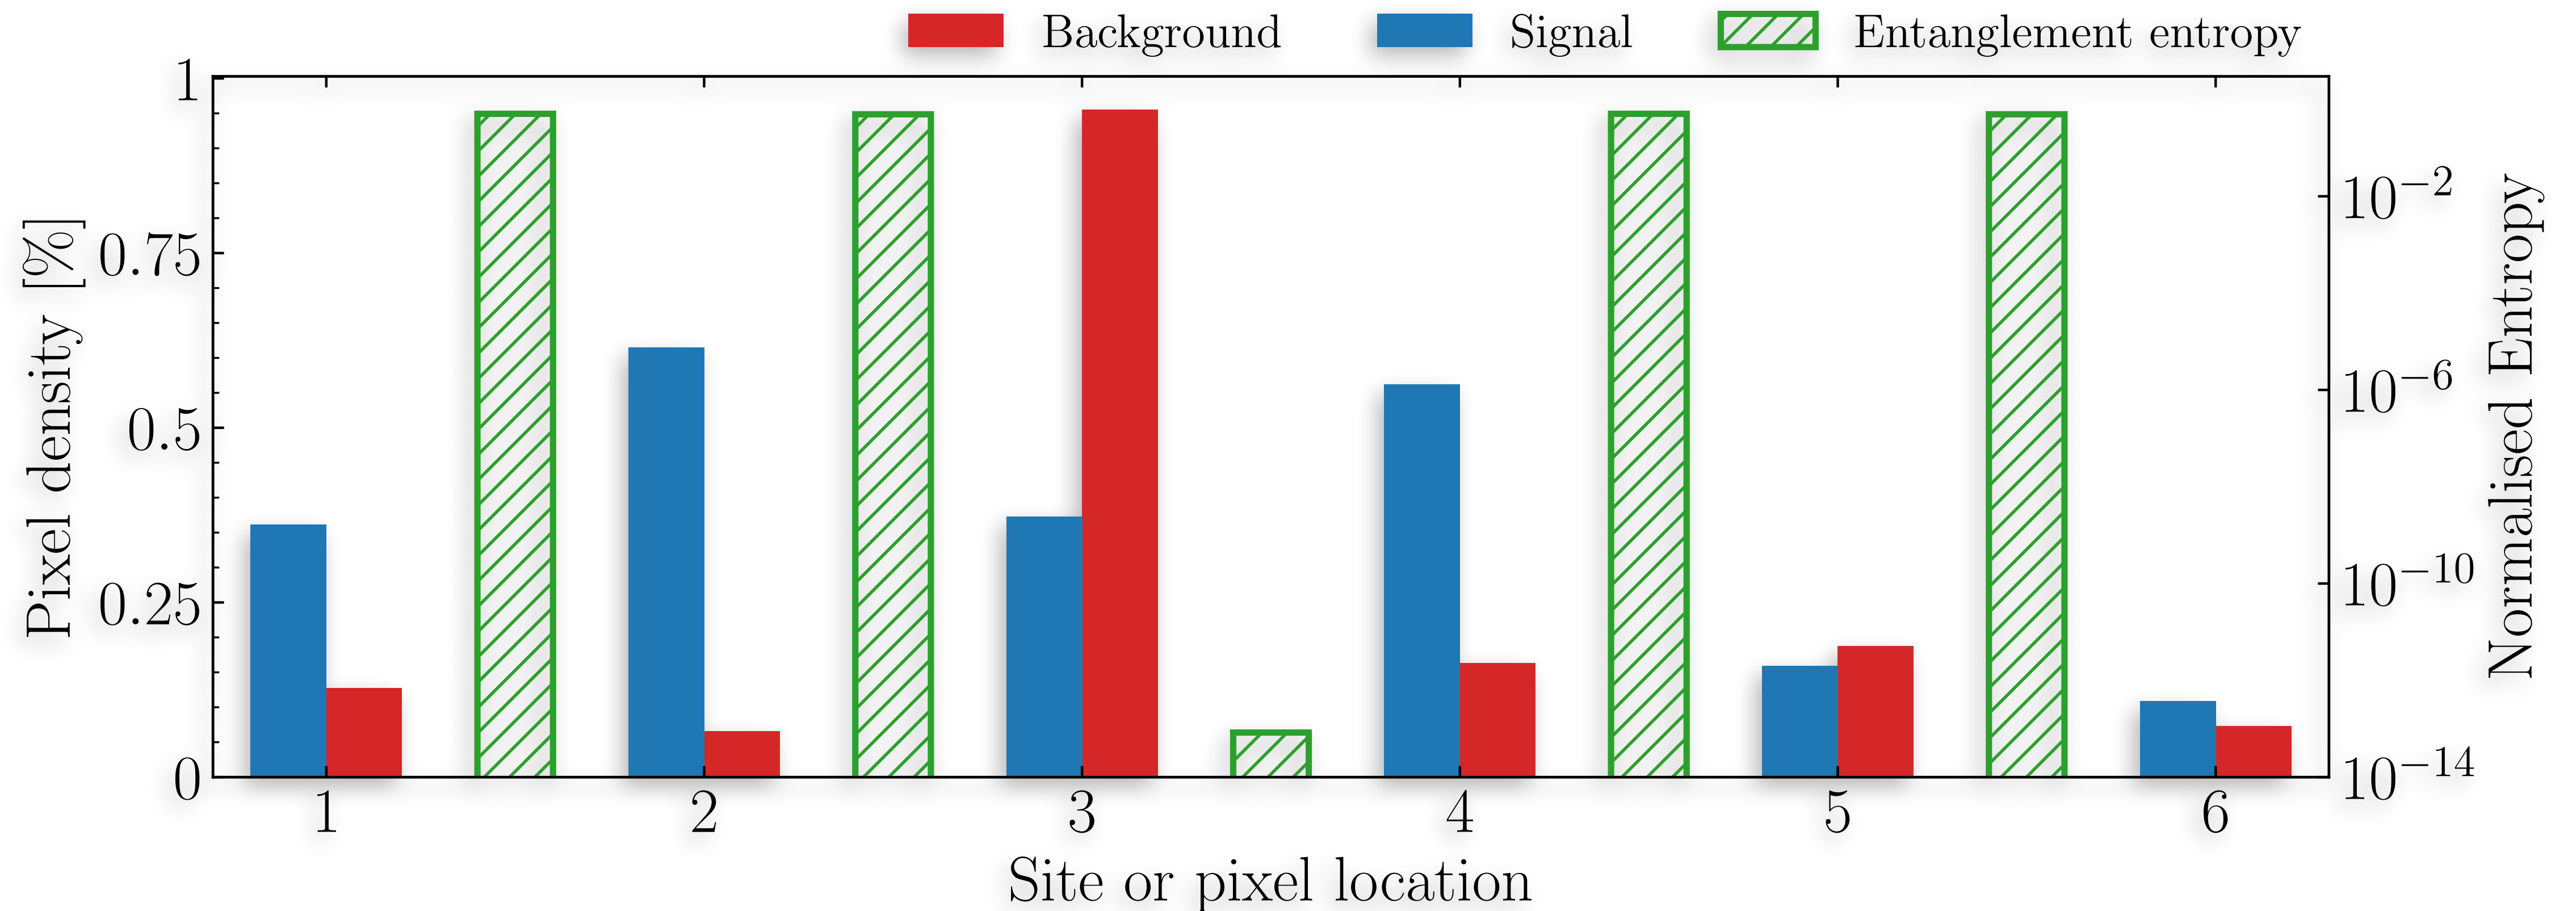 Background Signal Entanglement entropy
Pixel density [%]
1
0.75
0.5
0.25
0
10−2
10−6
10−10
10−14
Normalised Entropy
1 2 3 4 5 6
Site or pixel location